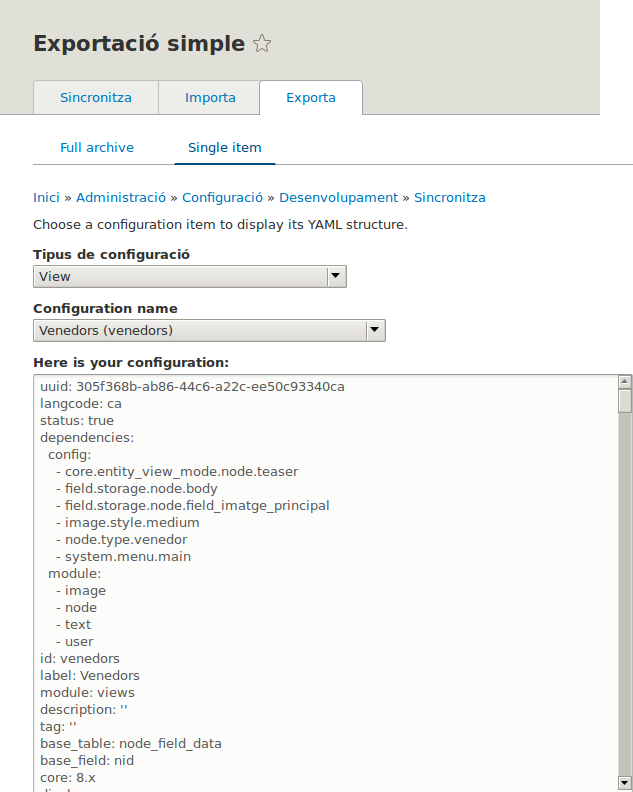 Exportació simple
Sincronitza Importa Exporta
Full archive Single item
Inici » Administració » Configuració » Desenvolupament » Sincronitza
Choose a configuration item to display its YAML structure.
Tipus de configuració
View
Configuration name
Venedors (venedors)
Here is your configuration:
uuid: 305f368b-ab86-44c6-a22c-ee50c93340ca
langcode: ca
status: true
dependencies:
config:
- core.entity_view_mode.node.teaser
- field.storage.node.body
- field.storage.node.field_imatge_principal
- image.style.medium
- node.type.venedor
- system.menu.main
module:
- image
- node
- text
- user
id: venedors
label: Venedors
module: views
description: ''
tag: ''
base_table: node_field_data
base_field: nid
core: 8.x